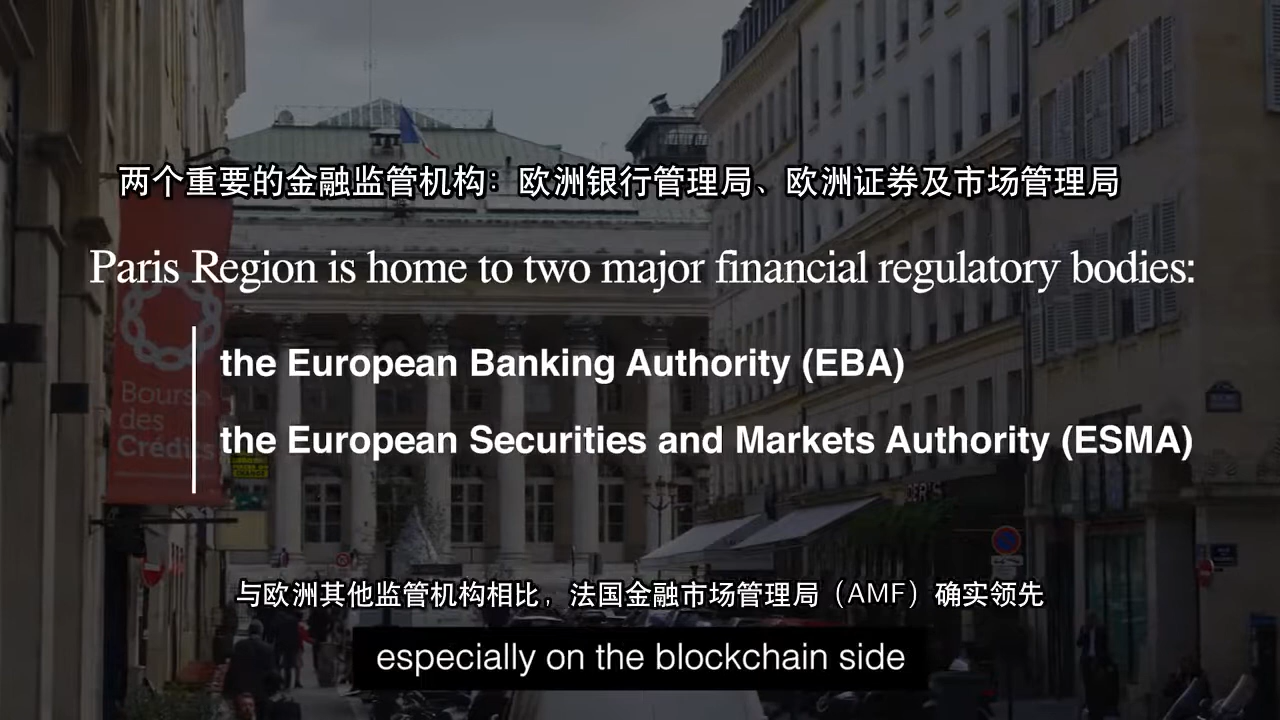 两个重要的金融监管机构：欧洲银行管理局、欧洲证券及市场管理局
Paris Region is home to two major financial regulatory bodies:
the European Banking Authority (EBA)
the European Securities and Markets Authority (ESMA)
Bourse
des
Crédits
与欧洲其他监管机构相比，法国金融市场管理局（AMF）确实领先
especially on the blockchain side